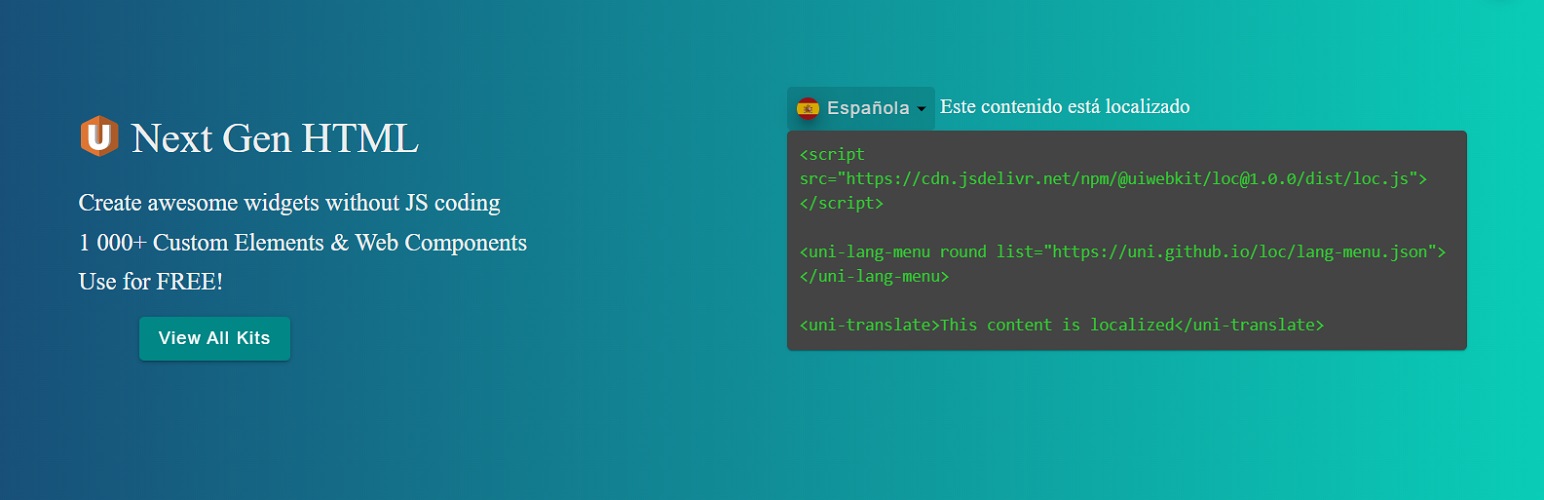 U Next Gen HTML
Create awesome widgets without JS coding
1 000+ Custom Elements & Web Components
Use for FREE!
View All Kits
Española Este contenido está localizado
<script
src="https://cdn.jsdelivr.net/npm/@uiwebkit/loc@1.0.0/dist/loc.js">
</script>
<uni-lang-menu round list="https://uni.github.io/loc/lang-menu.json">
</uni-lang-menu>
<uni-translate>This content is localized</uni-translate>